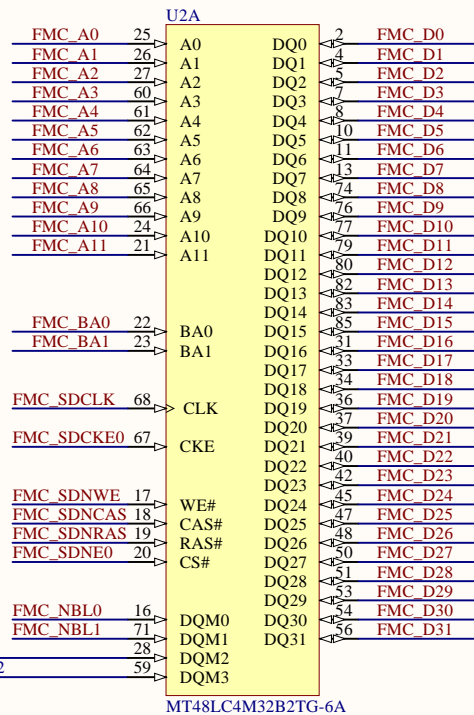 U2A
FMC_A0 25 A0 DQ0 2 FMC_D0
FMC_A1 26 A1 DQ1 4 FMC_D1
FMC_A2 27 A2 DQ2 5 FMC_D2
FMC_A3 60 A3 DQ3 7 FMC_D3
FMC_A4 61 A4 DQ4 8 FMC_D4
FMC_A5 62 A5 DQ5 10 FMC_D5
FMC_A6 63 A6 DQ6 11 FMC_D6
FMC_A7 64 A7 DQ7 13 FMC_D7
FMC_A8 65 A8 DQ8 74 FMC_D8
FMC_A9 66 A9 DQ9 76 FMC_D9
FMC_A10 24 A10 DQ10 77 FMC_D10
FMC_A11 21 A11 DQ11 79 FMC_D11
DQ12 80 FMC_D12
DQ13 82 FMC_D13
DQ14 83 FMC_D14
FMC_BA0 22 BA0 DQ15 85 FMC_D15
FMC_BA1 23 BA1 DQ16 31 FMC_D16
DQ17 33 FMC_D17
DQ18 34 FMC_D18
FMC_SDCLK 68 CLK DQ19 36 FMC_D19
DQ20 37 FMC_D20
FMC_SDCKE0 67 CKE DQ21 39 FMC_D21
DQ22 40 FMC_D22
DQ23 42 FMC_D23
FMC_SDNWE 17 WE# DQ24 45 FMC_D24
FMC_SDNCAS 18 CAS# DQ25 47 FMC_D25
FMC_SDNRAS 19 RAS# DQ26 48 FMC_D26
FMC_SDNE0 20 CS# DQ27 50 FMC_D27
DQ28 51 FMC_D28
DQ29 53 FMC_D29
FMC_NBL0 16 DQM0 DQ30 54 FMC_D30
FMC_NBL1 71 DQM1 DQ31 56 FMC_D31
28 DQM2
2 59 DQM3
MT48LC4M32B2TG-6A